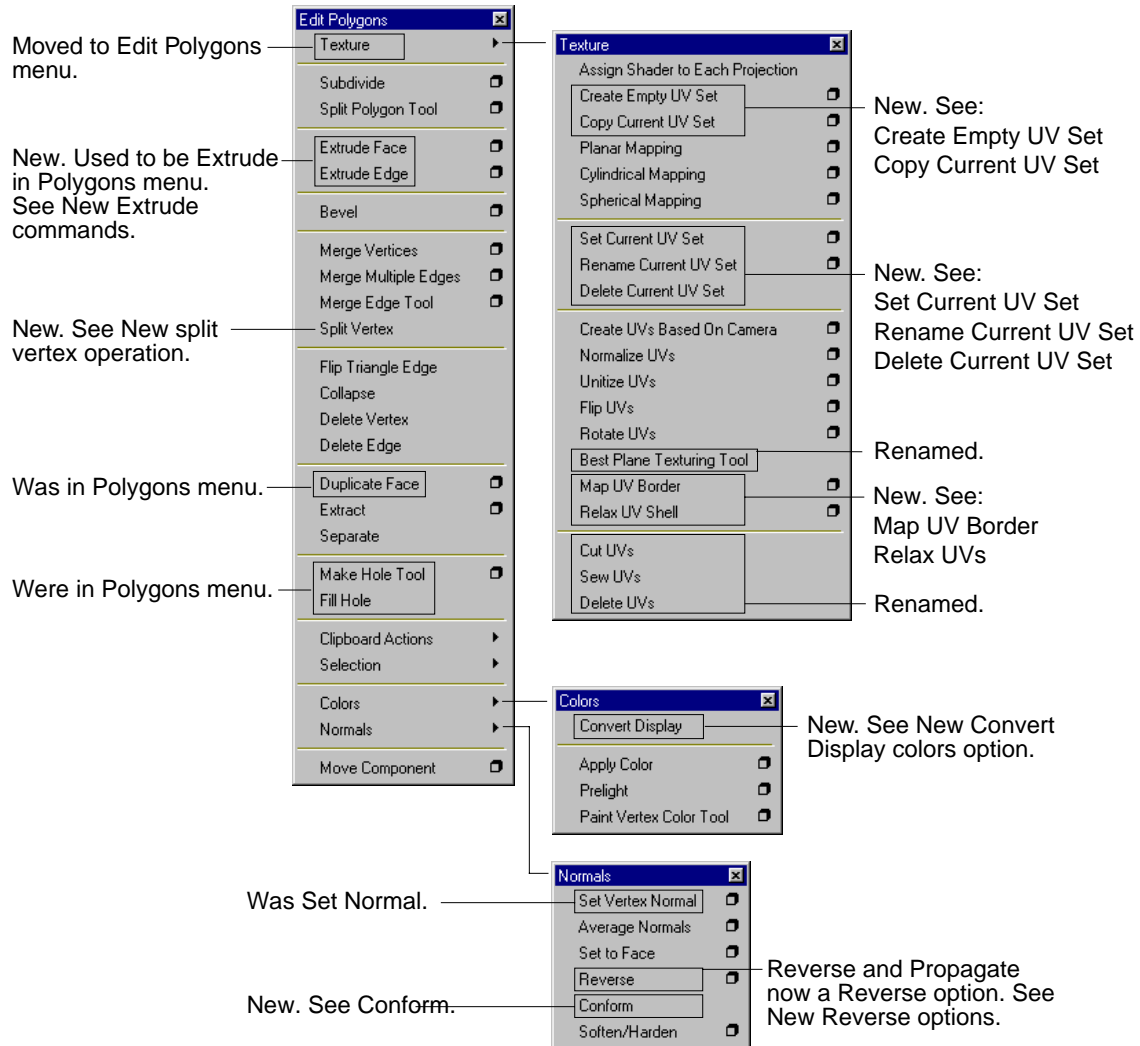 Edit Polygons
Texture
Subdivide
Split Polygon Tool
Extrude Face
Extrude Edge
Bevel
Merge Vertices
Merge Multiple Edges
Merge Edge Tool
Split Vertex
Flip Triangle Edge
Collapse
Delete Vertex
Delete Edge
Duplicate Face
Extract
Separate
Make Hole Tool
Fill Hole
Clipboard Actions
Selection
Colors
Normals
Move Component
Moved to Edit Polygons
menu.
New. Used to be Extrude
in Polygons menu.
See New Extrude
commands.
New. See New split
vertex operation.
Was in Polygons menu.
Were in Polygons menu.
Texture
Assign Shader to Each Projection
Create Empty UV Set
Copy Current UV Set
Planar Mapping
Cylindrical Mapping
Spherical Mapping
Set Current UV Set
Rename Current UV Set
Delete Current UV Set
Create UVs Based On Camera
Normalize UVs
Unitize UVs
Flip UVs
Rotate UVs
Best Plane Texturing Tool
Map UV Border
Relax UV Shell
Cut UVs
Sew UVs
Delete UVs
New. See:
Create Empty UV Set
Copy Current UV Set
New. See:
Set Current UV Set
Rename Current UV Set
Delete Current UV Set
Renamed.
New. See:
Map UV Border
Relax UVs
Renamed.
Colors
Convert Display
Apply Color
Prelight
Paint Vertex Color Tool
New. See New Convert
Display colors option.
Normals
Set Vertex Normal
Average Normals
Set to Face
Reverse
Conform
Soften/Harden
Was Set Normal.
New. See Conform.
Reverse and Propagate
now a Reverse option. See
New Reverse options.